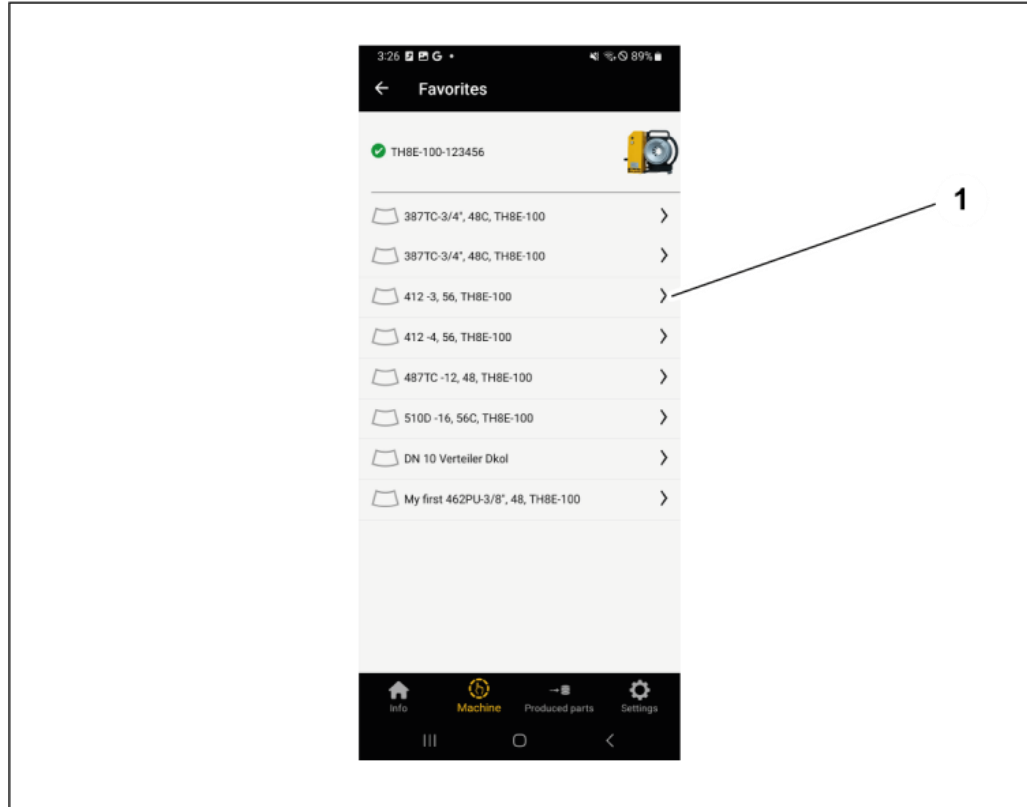 3:26 G • 89%
Favorites
TH8E-100-123456
387TC-3/4", 48C, TH8E-100
387TC-3/4", 48C, TH8E-100
412 -3, 56, TH8E-100
1
412 -4, 56, TH8E-100
487TC -12, 48, TH8E-100
510D -16, 56C, TH8E-100
DN 10 Verteiler Dkol
My first 462PU-3/8", 48, TH8E-100
Info Machine Produced parts Settings